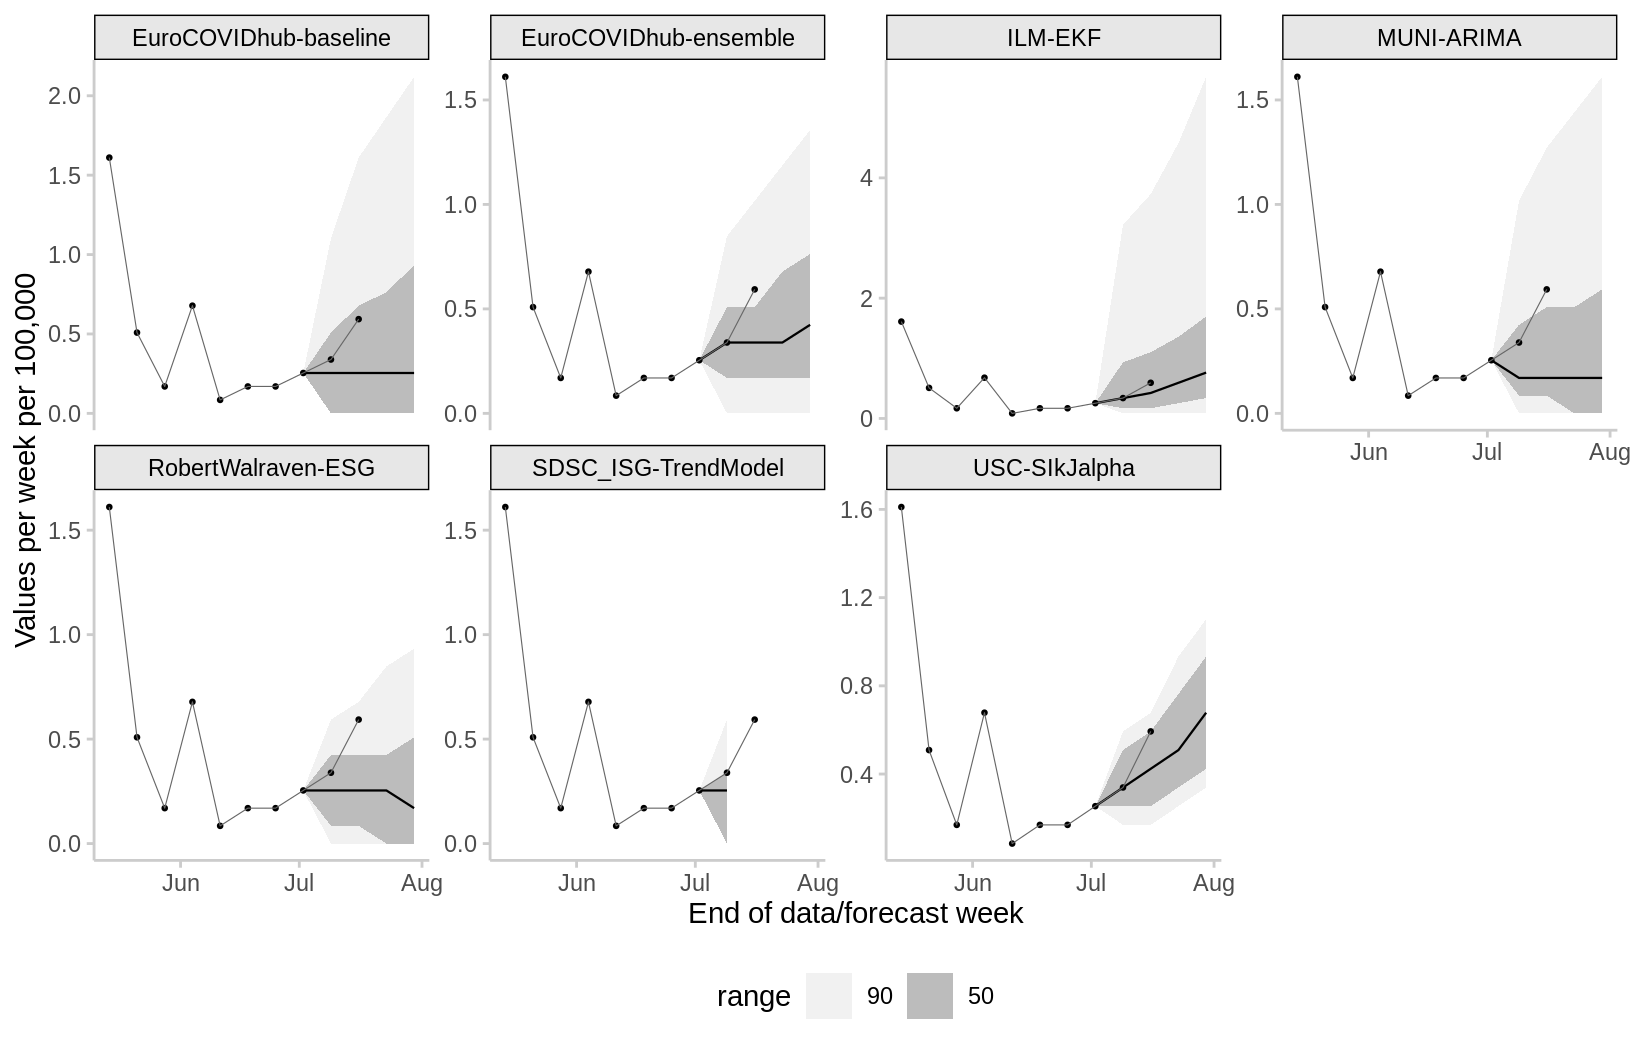 EuroCOVIDhub-baseline
EuroCOVIDhub-ensemble
ILM-EKF
MUNI-ARIMA
2.0
1.5
1.0
0.5
0.0
1.5
1.0
0.5
0.0
4
2
0
1.5
1.0
0.5
0.0
Jun
Jul
Aug
Values per week per 100,000
RobertWalraven-ESG
SDSC_ISG-TrendModel
USC-SIkJalpha
1.5
1.0
0.5
0.0
Jun
Jul
Aug
1.5
1.0
0.5
0.0
Jun
Jul
Aug
1.6
1.2
0.8
0.4
Jun
Jul
Aug
End of data/forecast week
range
90
50